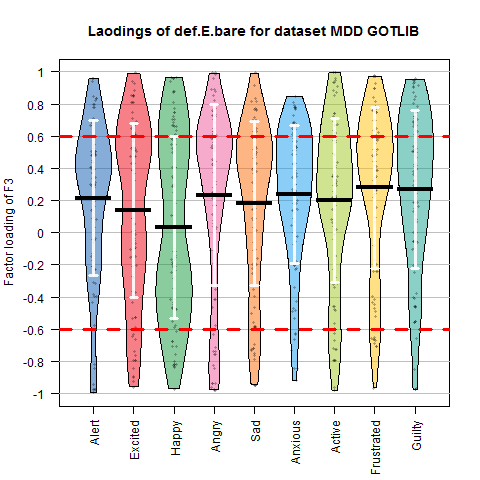 Laodings of def.E.bare for dataset MDD GOTLIB
Factor loading of F3
1
0.8
0.6
0.4
0.2
0
-0.2
-0.4
-0.6
-0.8
-1
Alert
Excited
Happy
Angry
Sad
Anxious
Active
Frustrated
Guilty